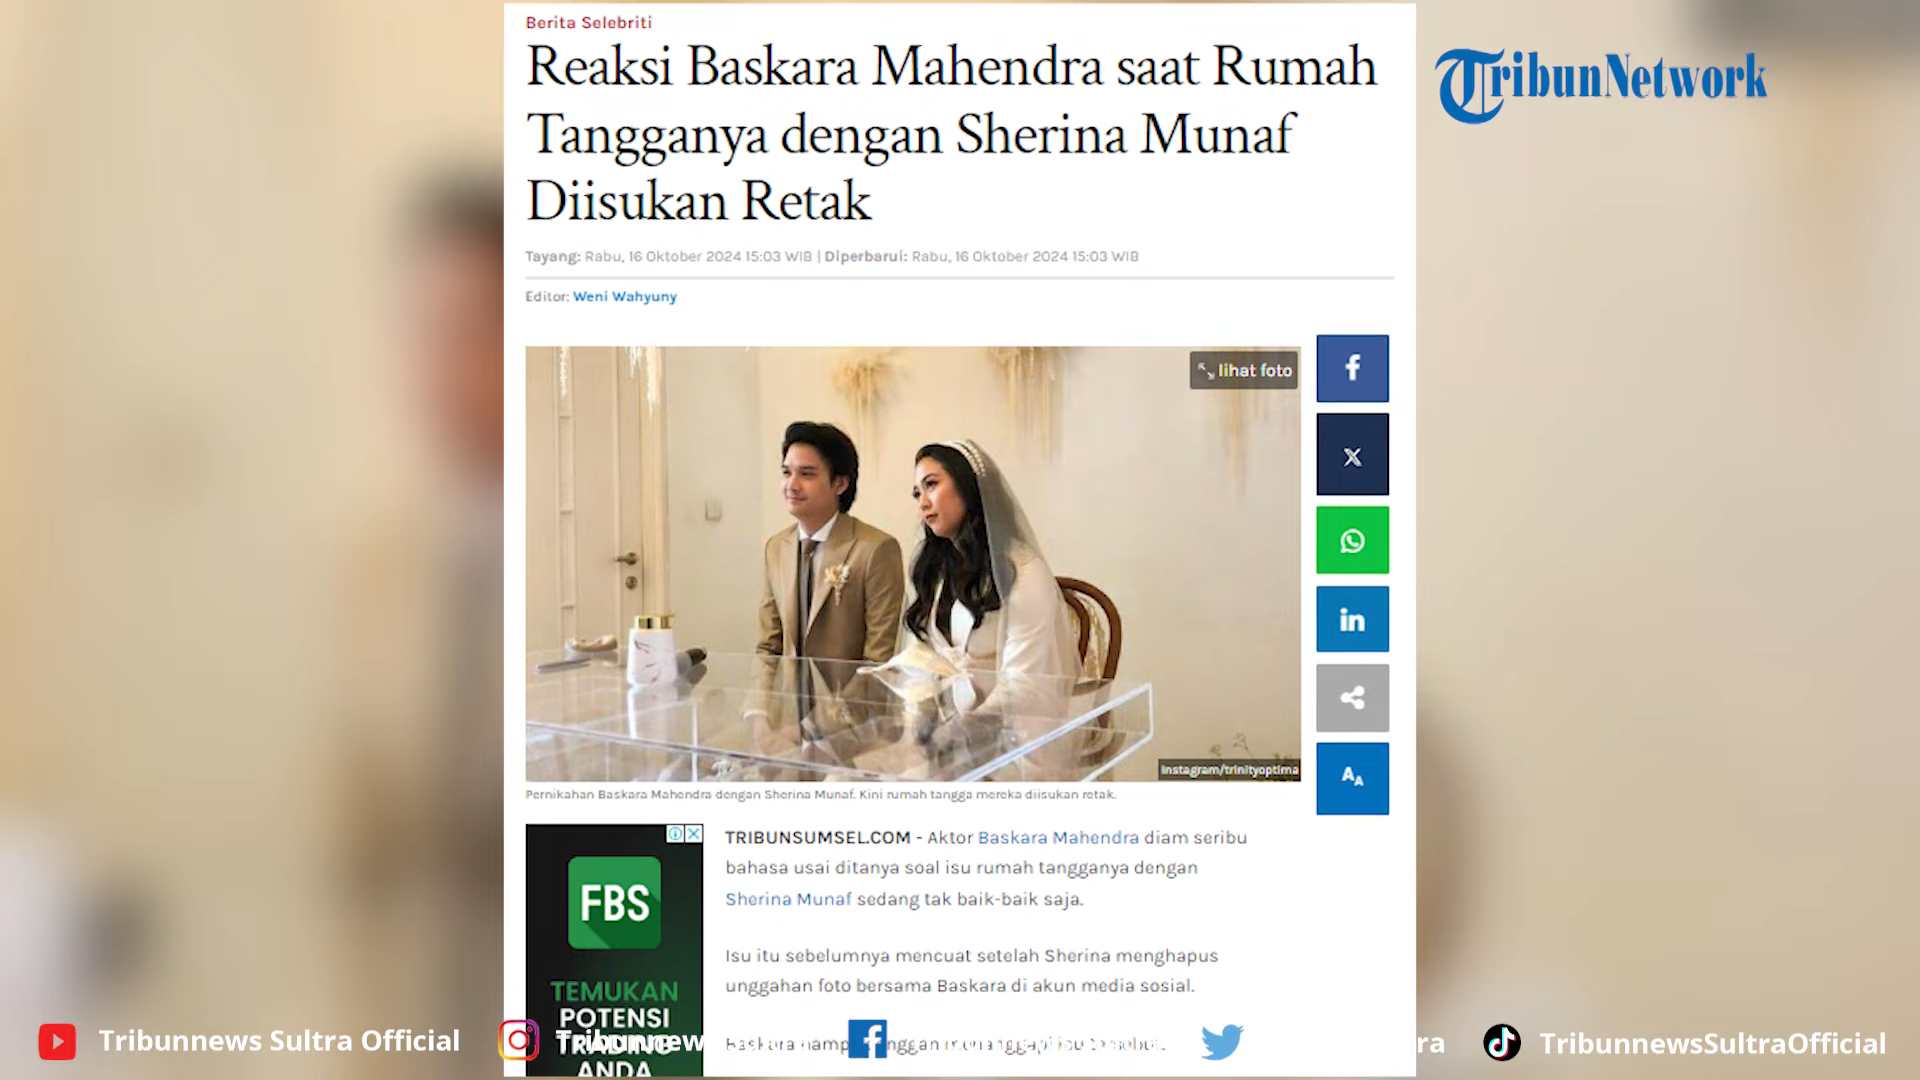 Berita Selebriti
Reaksi Baskara Mahendra saat Rumah
Tangganya dengan Sherina Munaf
Diisukan Retak
TribunNetwork
Tayang: Rabu, 16 Oktober 2024 15:03 WIB | Diperbarui: Rabu, 16 Oktober 2024 15:03 WIB
Editor: Weni Wahyuny
lihat foto
Instagram/trinityoptima
Pernikahan Baskara Mahendra dengan Sherina Munaf. Kini rumah tangga mereka diisukan retak.
TRIBUNSUMSEL.COM - Aktor Baskara Mahendra diam seribu
bahasa usai ditanya soal isu rumah tangganya dengan
Sherina Munaf sedang tak baik-baik saja.
Isu itu sebelumnya mencuat setelah Sherina menghapus
unggahan foto bersama Baskara di akun media sosial.
Baskara
FBS
TEMUKAN
POTENSI
TRADING
ANDA
Tribunnews Sultra Official
TribunnewsSultraOfficial